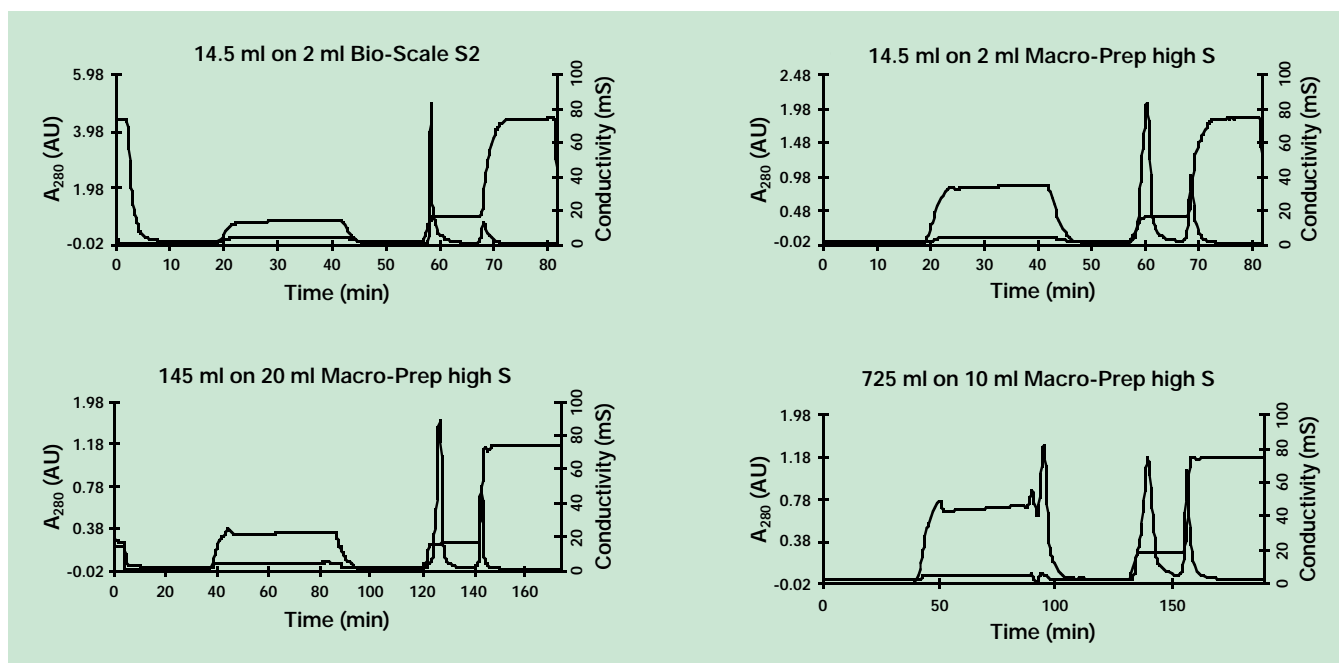 14.5 ml on 2 ml Bio-Scale S2
5.98
3.98
1.98
-0.02
A280 (AU)
100
80
60
40
20
0
Conductivity (mS)
0 10 20 30 40 50 60 70 80
Time (min)
14.5 ml on 2 ml Macro-Prep high S
2.48
1.98
1.48
0.98
0.48
-0.02
A280 (AU)
100
80
60
40
20
0
Conductivity (mS)
0 10 20 30 40 50 60 70 80
Time (min)
145 ml on 20 ml Macro-Prep high S
1.98
1.18
0.78
0.38
-0.02
A280 (AU)
100
80
60
40
20
0
Conductivity (mS)
0 20 40 60 80 100 120 140 160
Time (min)
725 ml on 10 ml Macro-Prep high S
1.98
1.18
0.78
0.38
-0.02
A280 (AU)
100
80
60
40
20
0
Conductivity (mS)
0 50 100 150
Time (min)